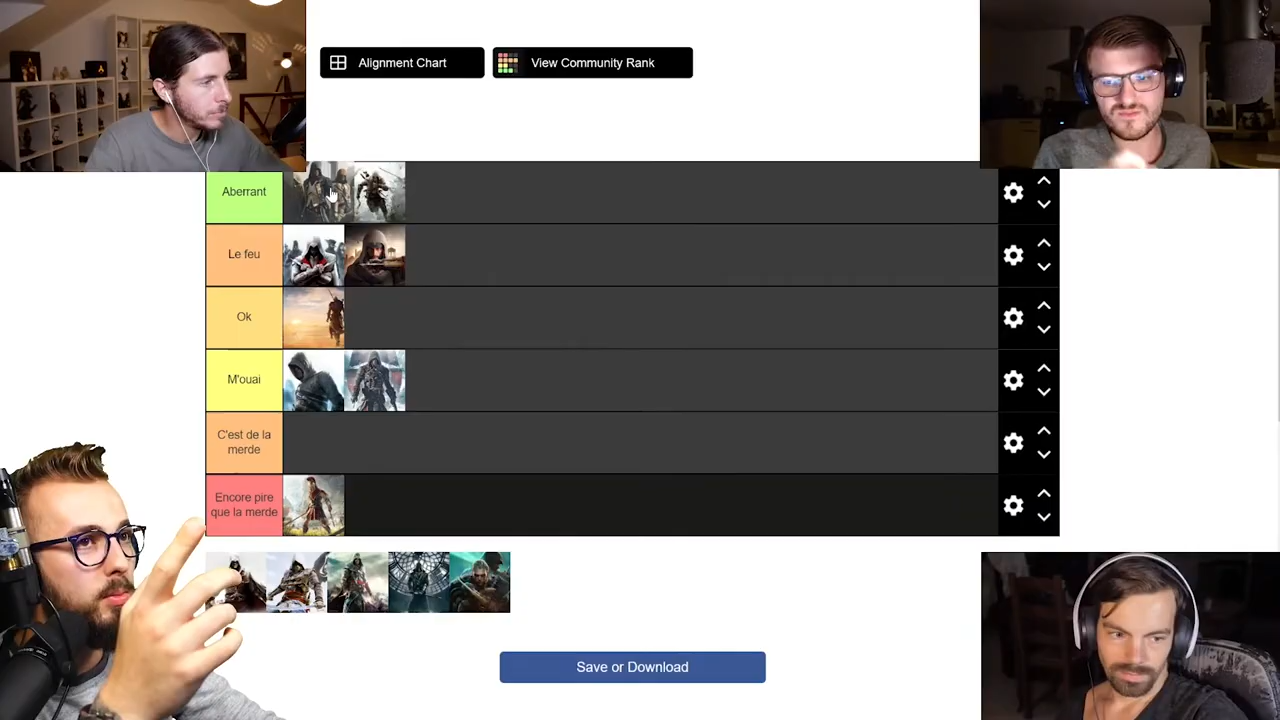 Alignment Chart
View Community Rank
Aberrant
Le feu
Ok
M'ouai
C'est de la
merde
Encore pire
que la merde
Save or Download